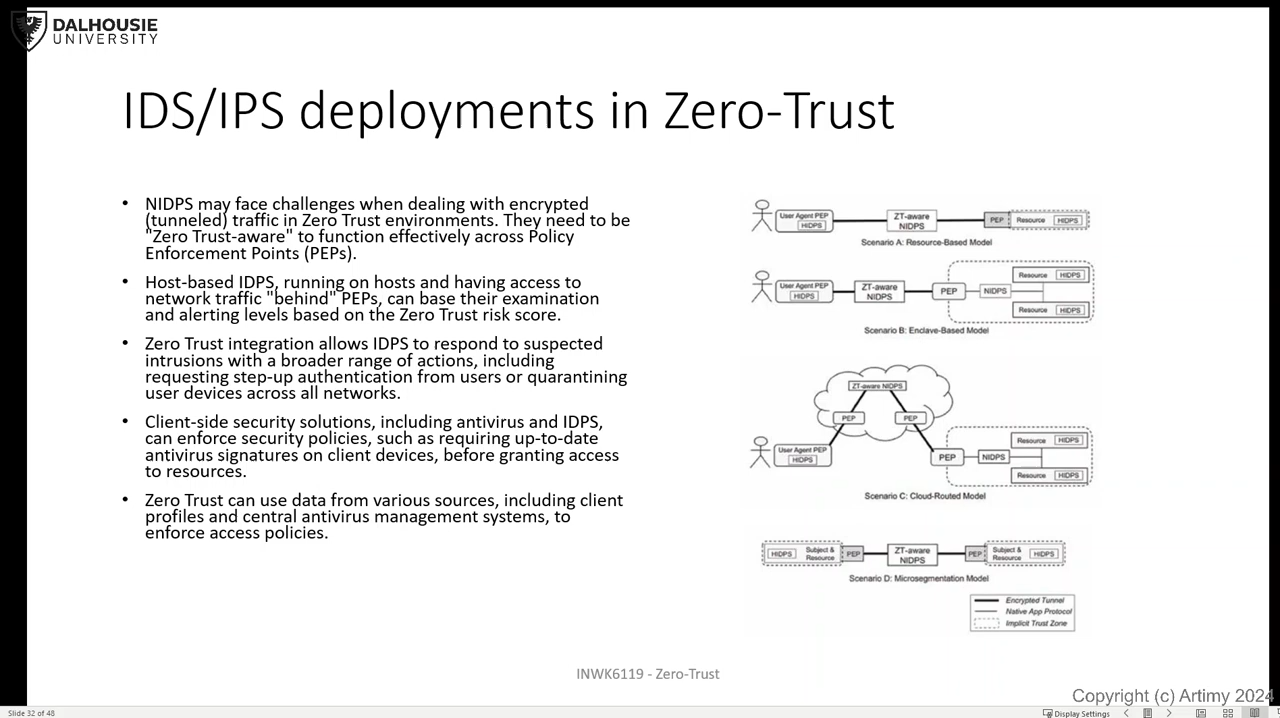 DALHOUSIE
UNIVERSITY
IDS/IPS deployments in Zero-Trust
• NIDPS may face challenges when dealing with encrypted
(tunneled) traffic in Zero Trust environments. They need to be
"Zero Trust-aware" to function effectively across Policy
Enforcement Points (PEPs).
• Host-based IDPS, running on hosts and having access to
network traffic "behind" PEPs, can base their examination
and alerting levels based on the Zero Trust risk score.
• Zero Trust integration allows IDPS to respond to suspected
intrusions with a broader range of actions, including
requesting step-up authentication from users or quarantining
user devices across all networks.
• Client-side security solutions, including antivirus and IDPS,
can enforce security policies, such as requiring up-to-date
antivirus signatures on client devices, before granting access
to resources.
• Zero Trust can use data from various sources, including client
profiles and central antivirus management systems, to
enforce access policies.
User Agent PEP
HIDPS
ZT-aware
NIDPS
PEP
Resource
HIDPS
Scenario A: Resource-Based Model
User Agent PEP
HIDPS
ZT-aware
NIDPS
PEP
NIDPS
Resource
HIDPS
Resource
HIDPS
Scenario B: Enclave-Based Model
ZT-aware NIDPS
PEP
PEP
User Agent PEP
HIDPS
PEP
NIDPS
Resource
HIDPS
Resource
HIDPS
Scenario C: Cloud-Routed Model
HIDPS
Subject &
Resource
PEP
ZT-aware
NIDPS
PEP
Subject &
Resource
HIDPS
Scenario D: Microsegmentation Model
Encrypted Tunnel
Native App Protocol
Implicit Trust Zone
INWK6119 - Zero-Trust
Copyright (c) Artimy 2024
Slide 32 of 48
Display Settings